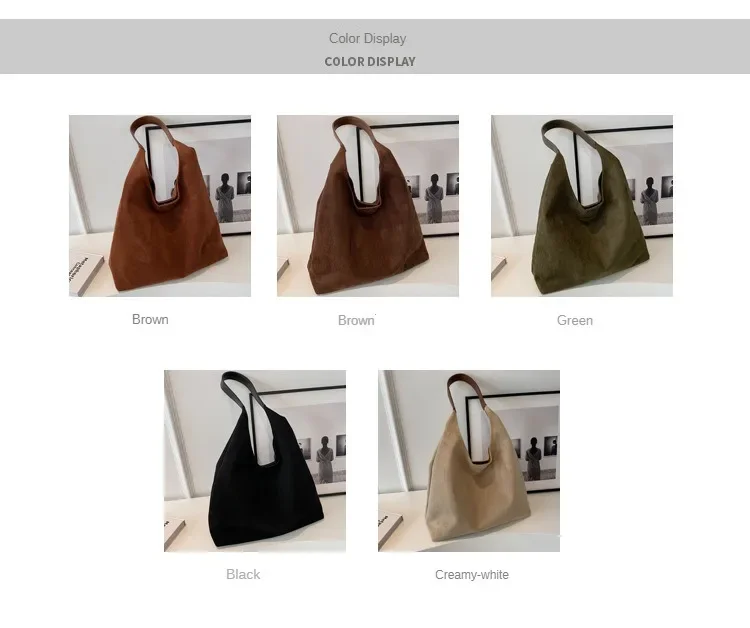 Color Display
COLOR DISPLAY
Brown
Brown
Green
Black
Creamy-white